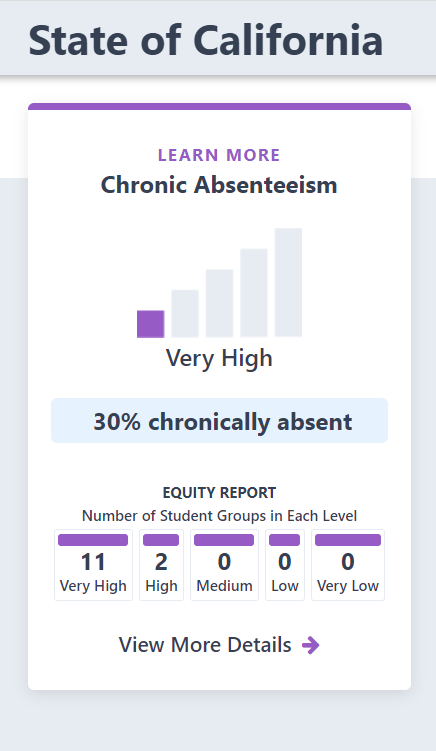 State of California
LEARN MORE
Chronic Absenteeism
Very High
30% chronically absent
EQUITY REPORT
Number of Student Groups in Each Level
11 2 0 0 0
Very High High Medium Low Very Low
View More Details